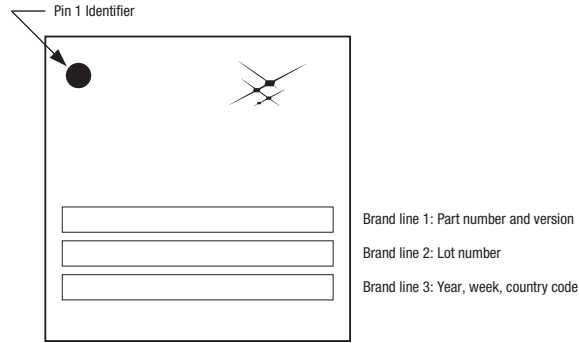 Pin 1 Identifier
Brand line 1: Part number and version
Brand line 2: Lot number
Brand line 3: Year, week, country code